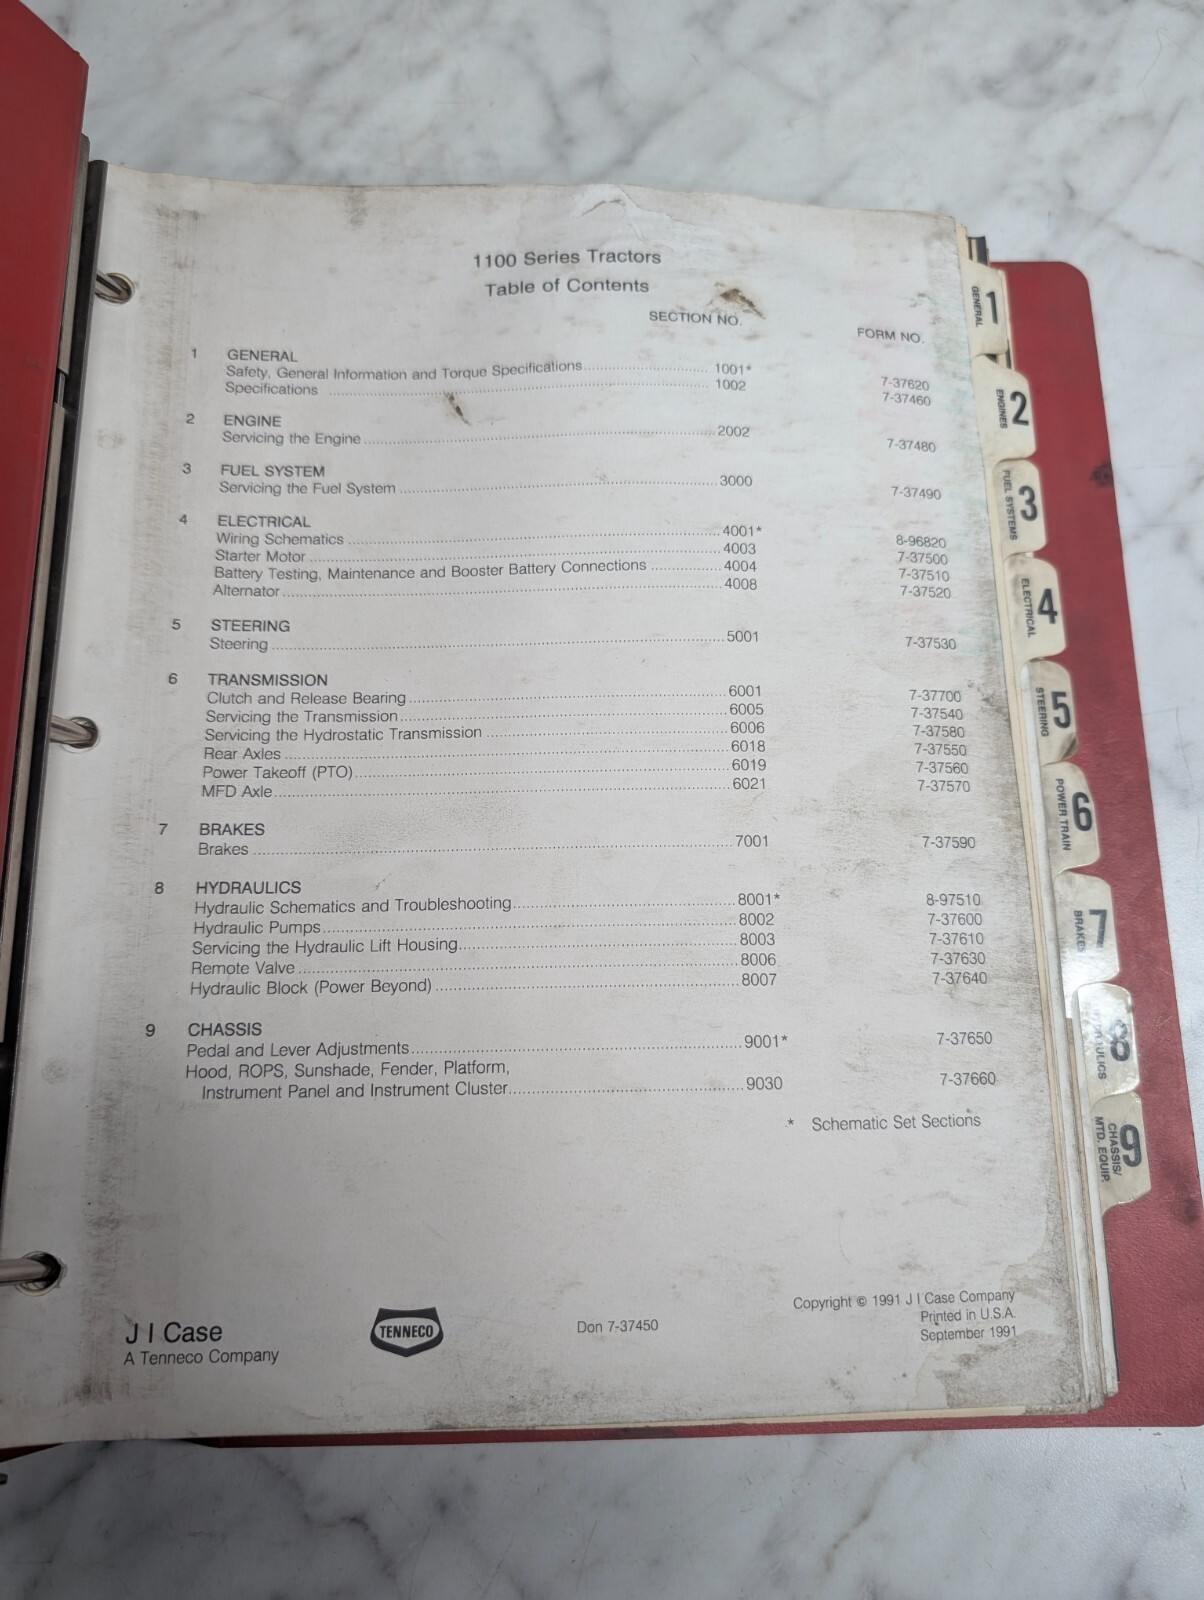 1100 Series Tractors
Table of Contents
SECTION NO.
FORM NO.
1 GENERAL
Safety, General Information and Torque Specifications 1001* 7-37620
Specifications 1002 7-37460
2 ENGINE
Servicing the Engine 2002 7-37480
3 FUEL SYSTEM
Servicing the Fuel System 3000 7-37490
4 ELECTRICAL
Wiring Schematics 4001* 8-96820
Starter Motor 4003 7-37500
Battery Testing, Maintenance and Booster Battery Connections 4004 7-37510
Alternator 4008 7-37520
5 STEERING
Steering 5001 7-37530
6 TRANSMISSION
Clutch and Release Bearing 6001 7-37700
Servicing the Transmission 6005 7-37540
Servicing the Hydrostatic Transmission 6006 7-37580
Rear Axles 6018 7-37550
Power Takeoff (PTO) 6019 7-37560
MFD Axle 6021 7-37570
7 BRAKES
Brakes 7001 7-37590
8 HYDRAULICS
Hydraulic Schematics and Troubleshooting 8001* 8-97510
Hydraulic Pumps 8002 7-37600
Servicing the Hydraulic Lift Housing 8003 7-37610
Remote Valve 8006 7-37630
Hydraulic Block (Power Beyond) 8007 7-37640
9 CHASSIS
Pedal and Lever Adjustments 9001* 7-37650
Hood, ROPS, Sunshade, Fender, Platform,
Instrument Panel and Instrument Cluster 9030 7-37660
* Schematic Set Sections
J I Case
A Tenneco Company
TENNECO
Don 7-37450
Copyright © 1991 J I Case Company
Printed in U.S.A.
September 1991
1 GENERAL
2 ENGINES
3 FUEL SYSTEMS
4 ELECTRICAL
5 STEERING
6 POWER TRAIN
7 BRAKES
8
9 CHASSIS/
MTD. EQUIP.